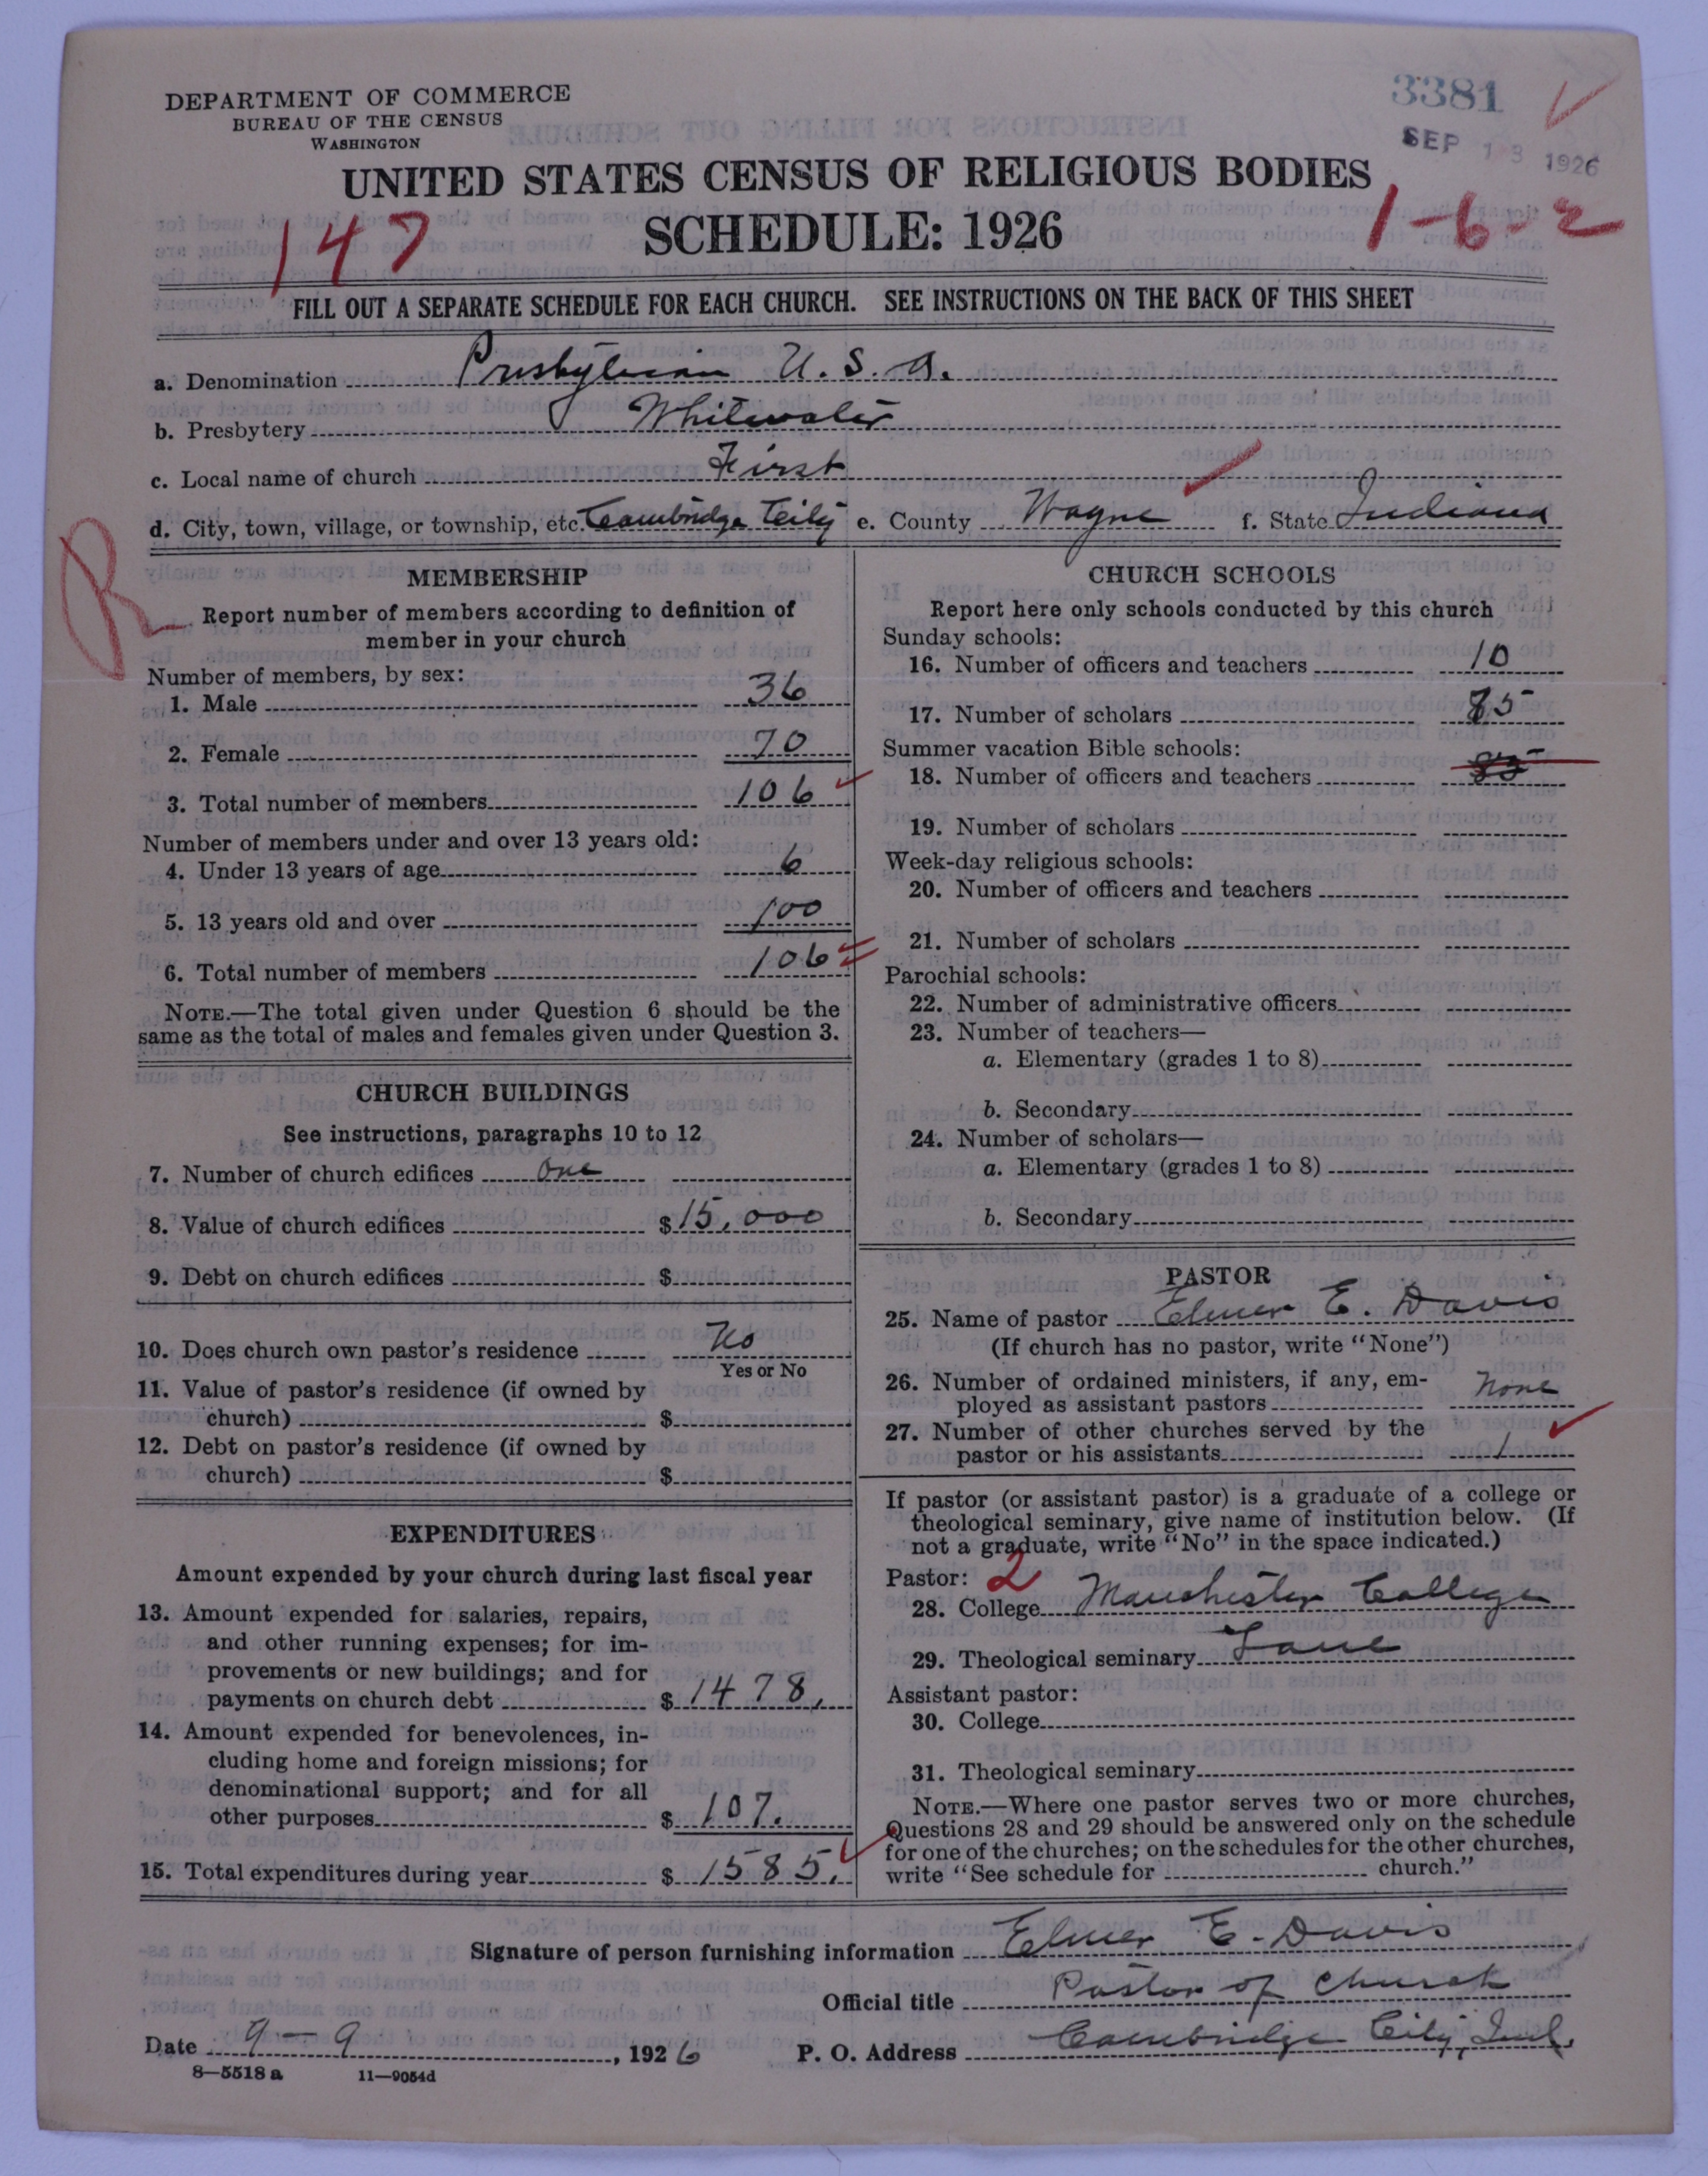 3381
SEP 13 1926
DEPARTMENT OF COMMERCE
BUREAU OF THE CENSUS
WASHINGTON
UNITED STATES CENSUS OF RELIGIOUS BODIES
SCHEDULE: 1926
147
1-6-2
FILL OUT A SEPARATE SCHEDULE FOR EACH CHURCH. SEE INSTRUCTIONS ON THE BACK OF THIS SHEET
a. Denomination Presbyterian U. S. A.
b. Presbytery Whitewater
c. Local name of church First
d. City, town, village, or township, etc. Cambridge City e. County Wayne f. State Indiana
R
MEMBERSHIP
Report number of members according to definition of
member in your church
Number of members, by sex:
1. Male 36
2. Female 70
3. Total number of members 106
Number of members under and over 13 years old:
4. Under 13 years of age 6
5. 13 years old and over 100
6. Total number of members 106
NOTE.—The total given under Question 6 should be the
same as the total of males and females given under Question 3.
CHURCH BUILDINGS
See instructions, paragraphs 10 to 12
7. Number of church edifices One
8. Value of church edifices $15,000
9. Debt on church edifices $
10. Does church own pastor's residence No
Yes or No
11. Value of pastor's residence (if owned by
church) $
12. Debt on pastor's residence (if owned by
church) $
EXPENDITURES
Amount expended by your church during last fiscal year
13. Amount expended for salaries, repairs,
and other running expenses; for im-
provements or new buildings; and for
payments on church debt $ 1478.
14. Amount expended for benevolences, in-
cluding home and foreign missions; for
denominational support; and for all
other purposes $ 107.
15. Total expenditures during year $ 1585.
CHURCH SCHOOLS
Report here only schools conducted by this church
Sunday schools:
16. Number of officers and teachers 10
17. Number of scholars 85
Summer vacation Bible schools:
18. Number of officers and teachers 85
19. Number of scholars
Week-day religious schools:
20. Number of officers and teachers
21. Number of scholars
Parochial schools:
22. Number of administrative officers
23. Number of teachers—
a. Elementary (grades 1 to 8)
b. Secondary
24. Number of scholars—
a. Elementary (grades 1 to 8)
b. Secondary
PASTOR
25. Name of pastor Elmer E. Davis
(If church has no pastor, write "None")
26. Number of ordained ministers, if any, em-
ployed as assistant pastors None
27. Number of other churches served by the
pastor or his assistants 1
If pastor (or assistant pastor) is a graduate of a college or
theological seminary, give name of institution below. (If
not a graduate, write "No" in the space indicated.)
Pastor: 2
28. College Manchester College
29. Theological seminary Lane
Assistant pastor:
30. College
31. Theological seminary
NOTE.—Where one pastor serves two or more churches,
Questions 28 and 29 should be answered only on the schedule
for one of the churches; on the schedules for the other churches,
write "See schedule for church."
Signature of person furnishing information Elmer E. Davis
Official title Pastor of Church
Date 9-9, 1926 P. O. Address Cambridge City, Ind.
8—5518 a 11—9054d